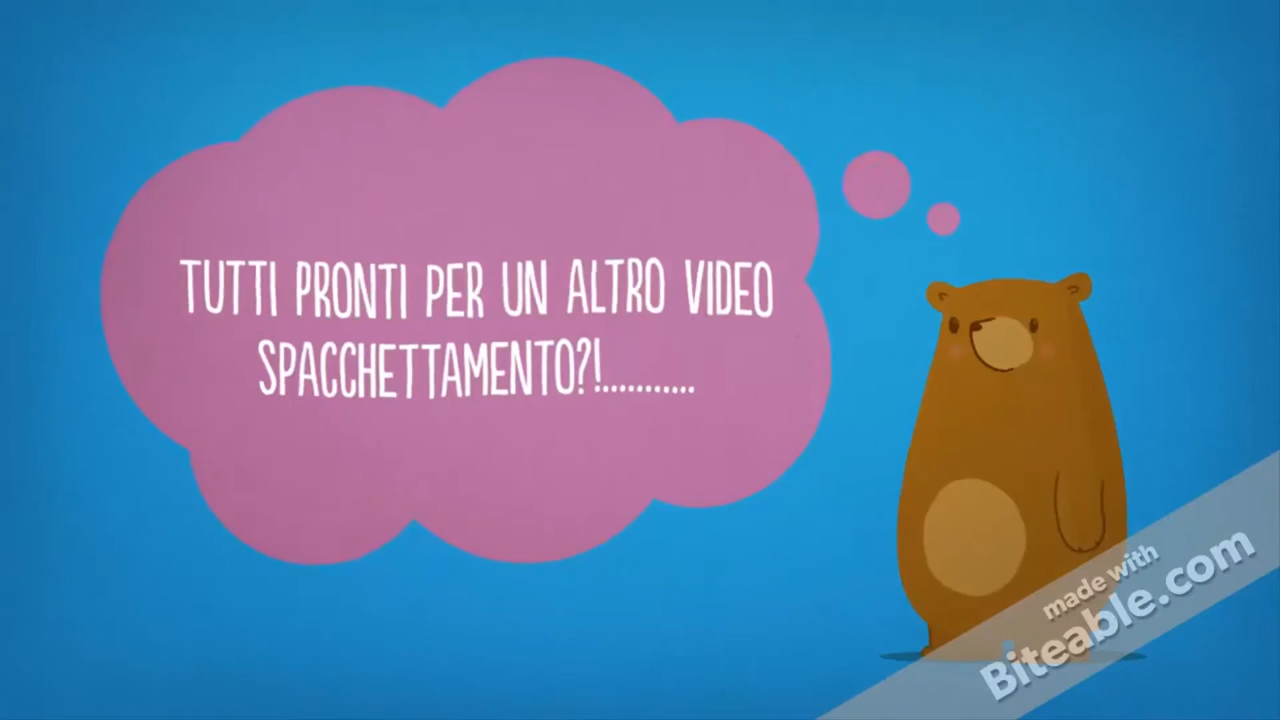 TUTTI PRONTI PER UN ALTRO VIDEO
SPACCHETTAMENTO?!...........
made with
Biteable.com